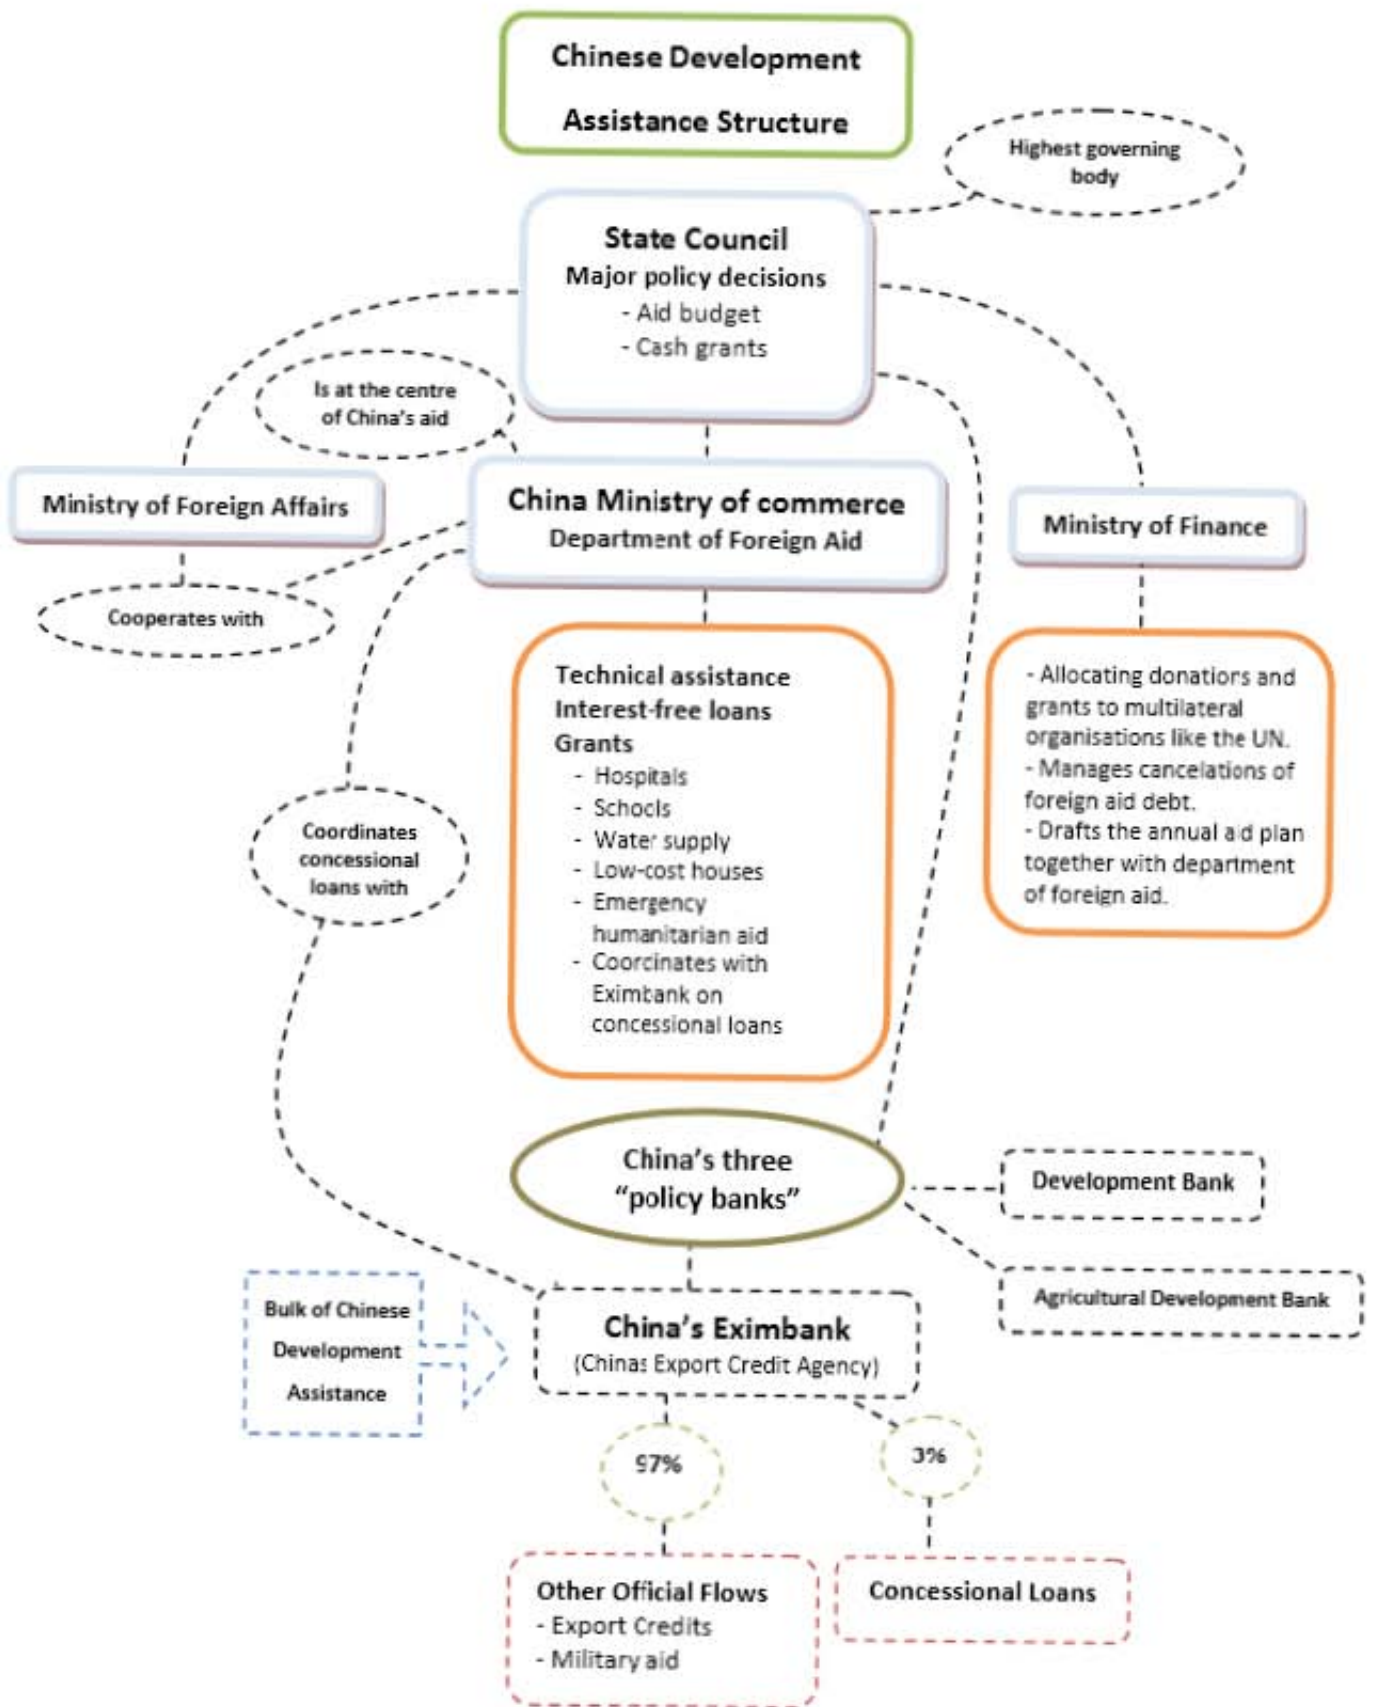 Chinese Development
Assistance Structure
Highest governing
body
State Council
Major policy decisions
- Aid budget
- Cash grants
Is at the centre
of China's aid
Ministry of Foreign Affairs
China Ministry of commerce
Department of Foreign Aid
Ministry of Finance
Cooperates with
Technical assistance
Interest-free loans
Grants
- Hospitals
- Schools
- Water supply
- Low-cost houses
- Emergency
humanitarian aid
- Coordinates with
Eximbank on
concessional loans
- Allocating donations and
grants to multilateral
organisations like the UN.
- Manages cancelations of
foreign aid debt.
- Drafts the annual aid plan
together with department
of foreign aid.
Coordinates
concessional
loans with
China's three
"policy banks"
Development Bank
Agricultural Development Bank
Bulk of Chinese
Development
Assistance
China's Eximbank
(Chinas Export Credit Agency)
97%
3%
Other Official Flows
- Export Credits
- Military aid
Concessional Loans